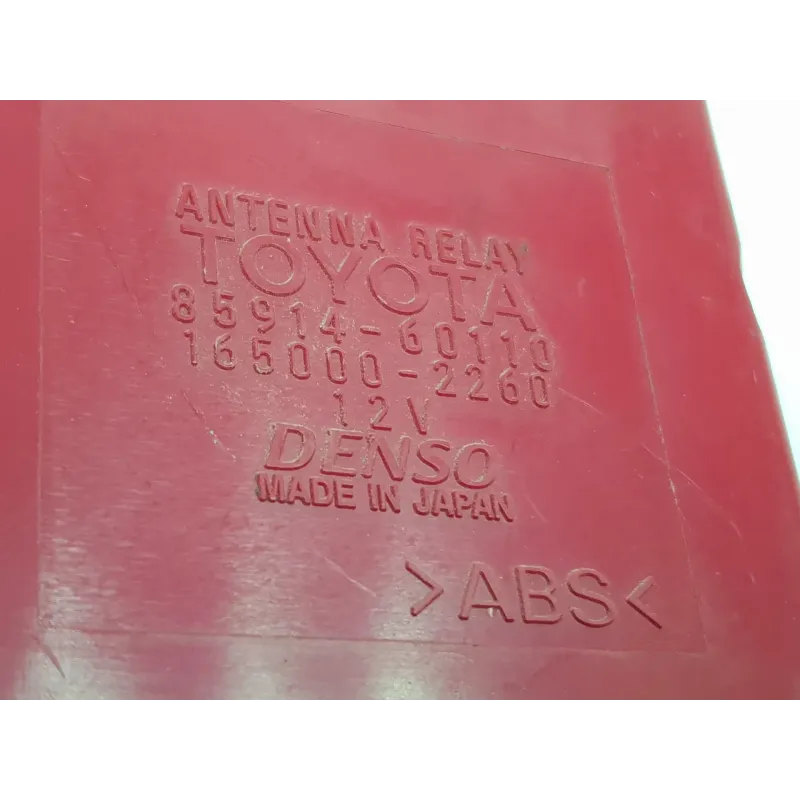 ANTENNA RELAY
TOYOTA
85914-60110
165000-2260
12V
DENSO
MADE IN JAPAN
>ABS<